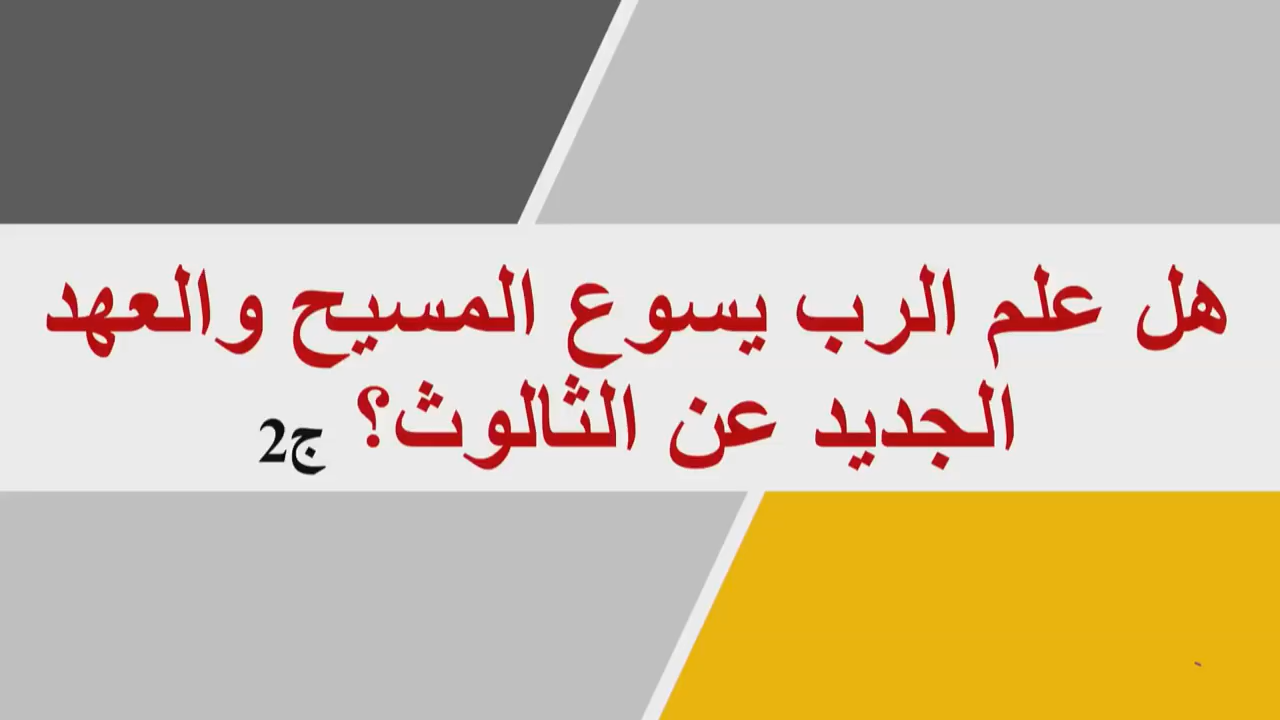 هل علم الرب يسوع المسيح والعهد
الجديد عن الثالوث؟ ج2